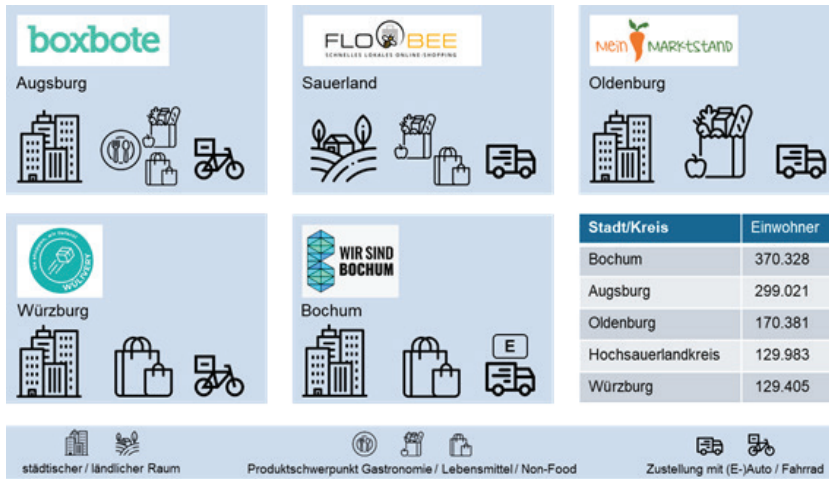 boxbote
Augsburg
FLOBEE
SCHNELLES LOKALES ONLINE-SHOPPING
Sauerland
Mein MARKTSTAND
Oldenburg
WÜLIVERY
Würzburg
WIR SIND
BOCHUM
Bochum
E
Stadt/Kreis Einwohner
Bochum 370.328
Augsburg 299.021
Oldenburg 170.381
Hochsauerlandkreis 129.983
Würzburg 129.405
städtischer / ländlicher Raum
Produktschwerpunkt Gastronomie / Lebensmittel / Non-Food
Zustellung mit (E-)Auto / Fahrrad